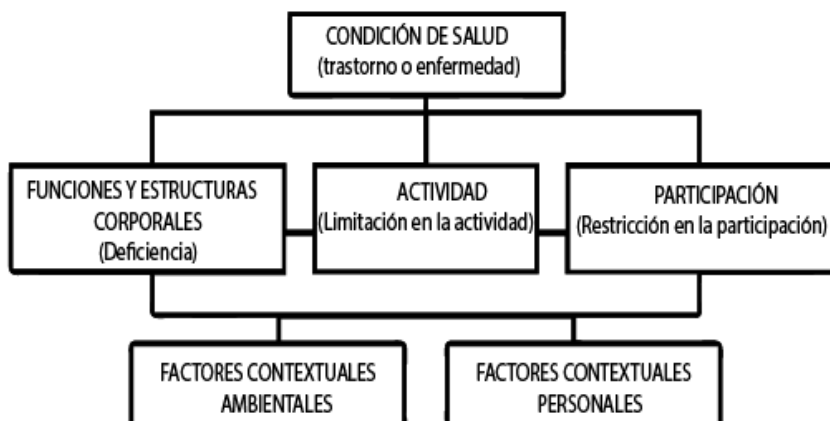 CONDICIÓN DE SALUD
(trastorno o enfermedad)
FUNCIONES Y ESTRUCTURAS
CORPORALES
(Deficiencia)
ACTIVIDAD
(Limitación en la actividad)
PARTICIPACIÓN
(Restricción en la participación)
FACTORES CONTEXTUALES
AMBIENTALES
FACTORES CONTEXTUALES
PERSONALES